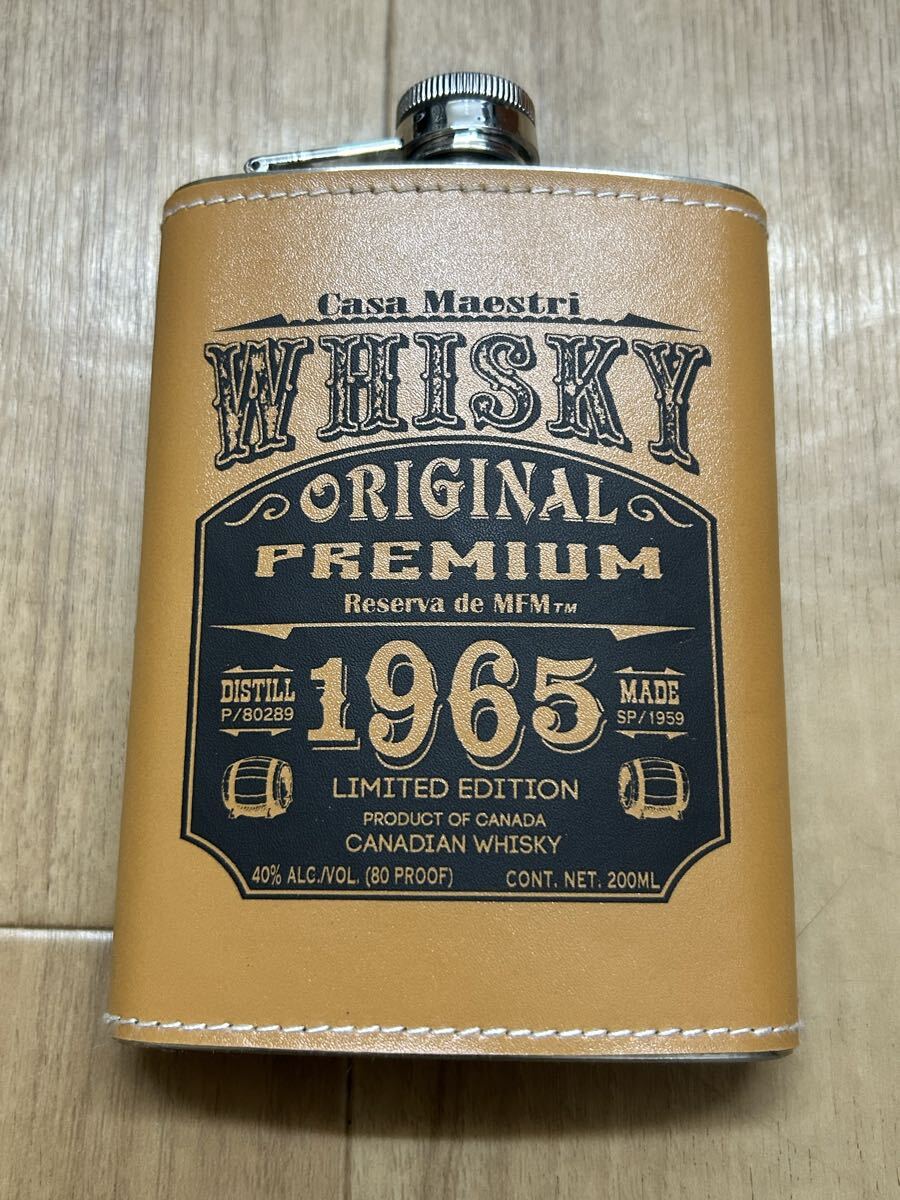 Casa Maestri
WHISKY
ORIGINAL
PREMIUM
Reserva de MFM™
DISTILL
P/80289
1965
MADE
SP/1959
LIMITED EDITION
PRODUCT OF CANADA
CANADIAN WHISKY
40% ALC./VOL. (80 PROOF) CONT. NET. 200ML